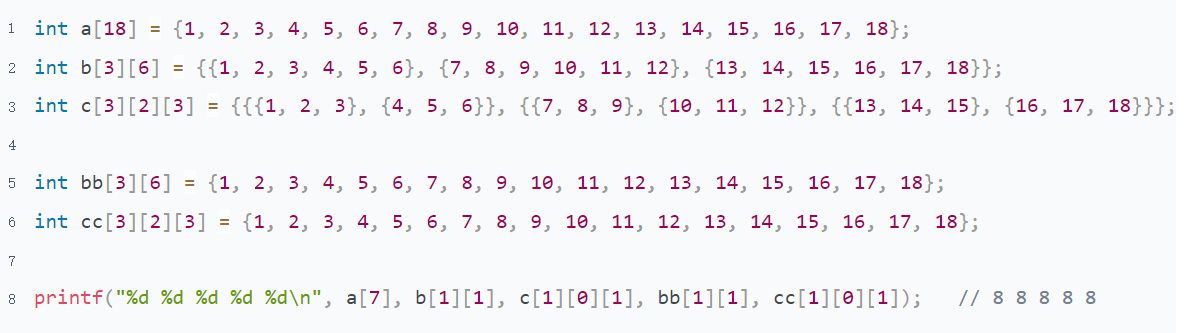 1 int a[18] = {1, 2, 3, 4, 5, 6, 7, 8, 9, 10, 11, 12, 13, 14, 15, 16, 17, 18};
2 int b[3][6] = {{1, 2, 3, 4, 5, 6}, {7, 8, 9, 10, 11, 12}, {13, 14, 15, 16, 17, 18}};
3 int c[3][2][3] = {{{1, 2, 3}, {4, 5, 6}}, {{7, 8, 9}, {10, 11, 12}}, {{13, 14, 15}, {16, 17, 18}}};
4
5 int bb[3][6] = {1, 2, 3, 4, 5, 6, 7, 8, 9, 10, 11, 12, 13, 14, 15, 16, 17, 18};
6 int cc[3][2][3] = {1, 2, 3, 4, 5, 6, 7, 8, 9, 10, 11, 12, 13, 14, 15, 16, 17, 18};
7
8 printf("%d %d %d %d %d\n", a[7], b[1][1], c[1][0][1], bb[1][1], cc[1][0][1]);   // 8 8 8 8 8